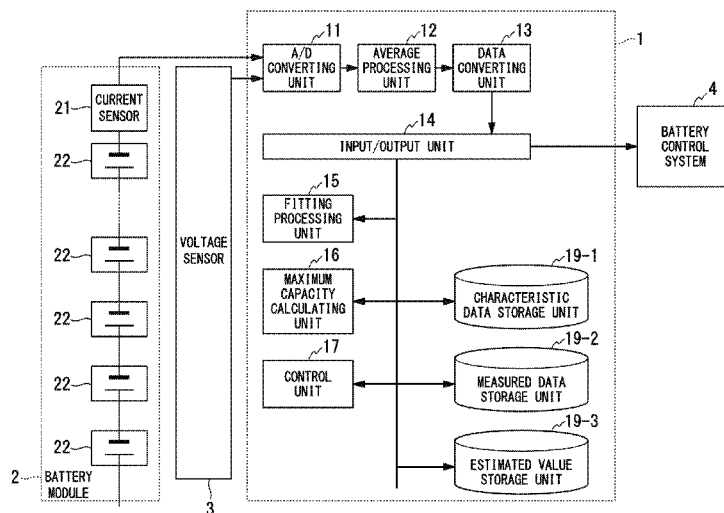 11
12
13
1
A/D
CONVERTING
UNIT
AVERAGE
PROCESSING
UNIT
DATA
CONVERTING
UNIT
21
CURRENT
SENSOR
22
14
INPUT/OUTPUT UNIT
4
BATTERY
CONTROL
SYSTEM
15
FITTING
PROCESSING
UNIT
VOLTAGE
SENSOR
22
16
MAXIMUM
CAPACITY
CALCULATING
UNIT
19-1
CHARACTERISTIC
DATA STORAGE UNIT
22
17
CONTROL
UNIT
19-2
MEASURED DATA
STORAGE UNIT
22
19-3
ESTIMATED VALUE
STORAGE UNIT
22
2
BATTERY
MODULE
3